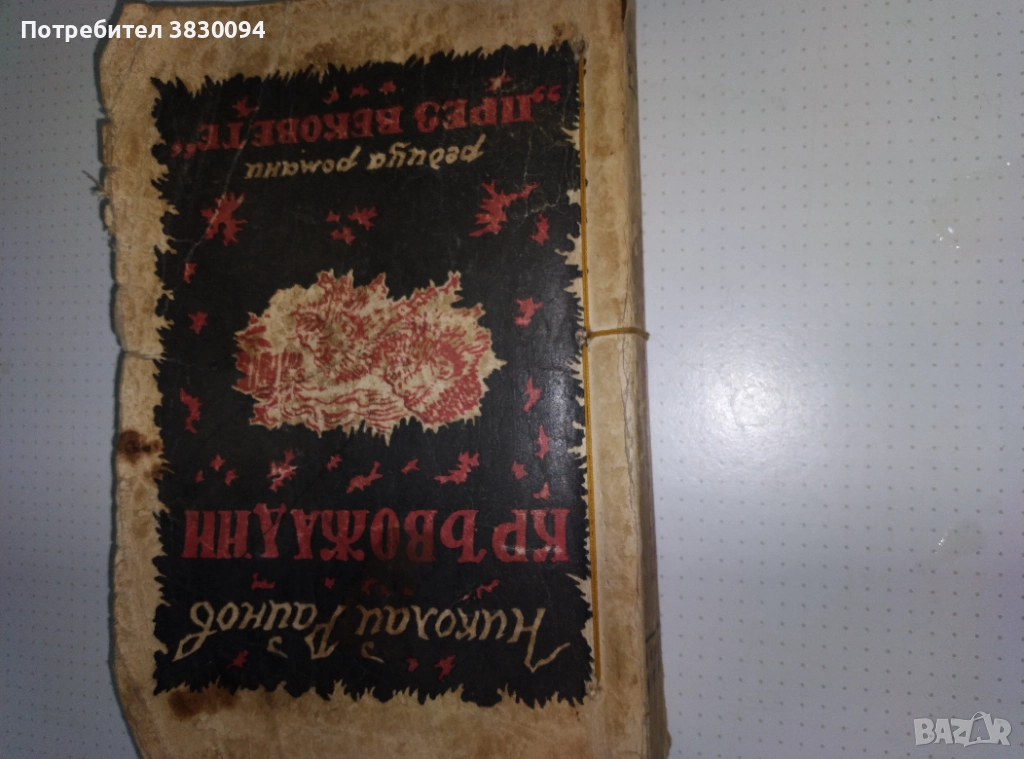 Потребител 3830094
Николай Райнов
КРЪВОЖАДНИ
редица романи
„ПРЕЗ ВЕКОВЕТЕ“
BAZAR